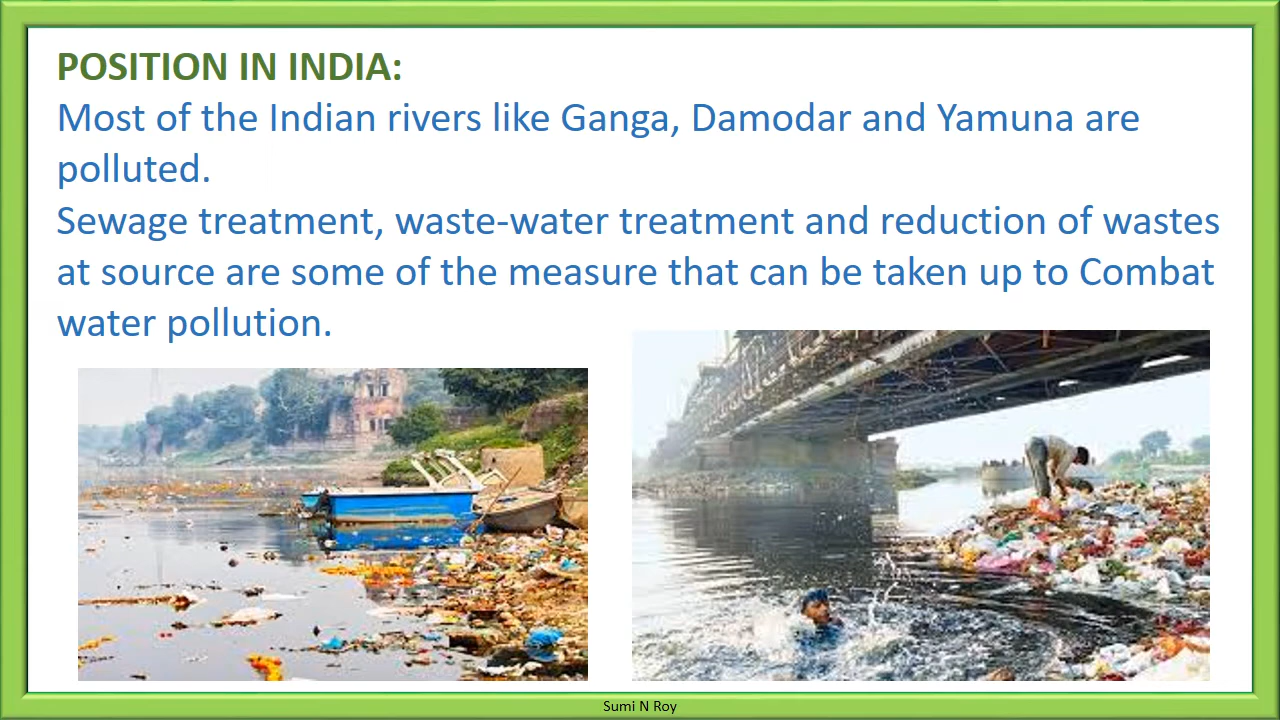 POSITION IN INDIA:
Most of the Indian rivers like Ganga, Damodar and Yamuna are
polluted.
Sewage treatment, waste-water treatment and reduction of wastes
at source are some of the measure that can be taken up to Combat
water pollution.
Sumi N Roy